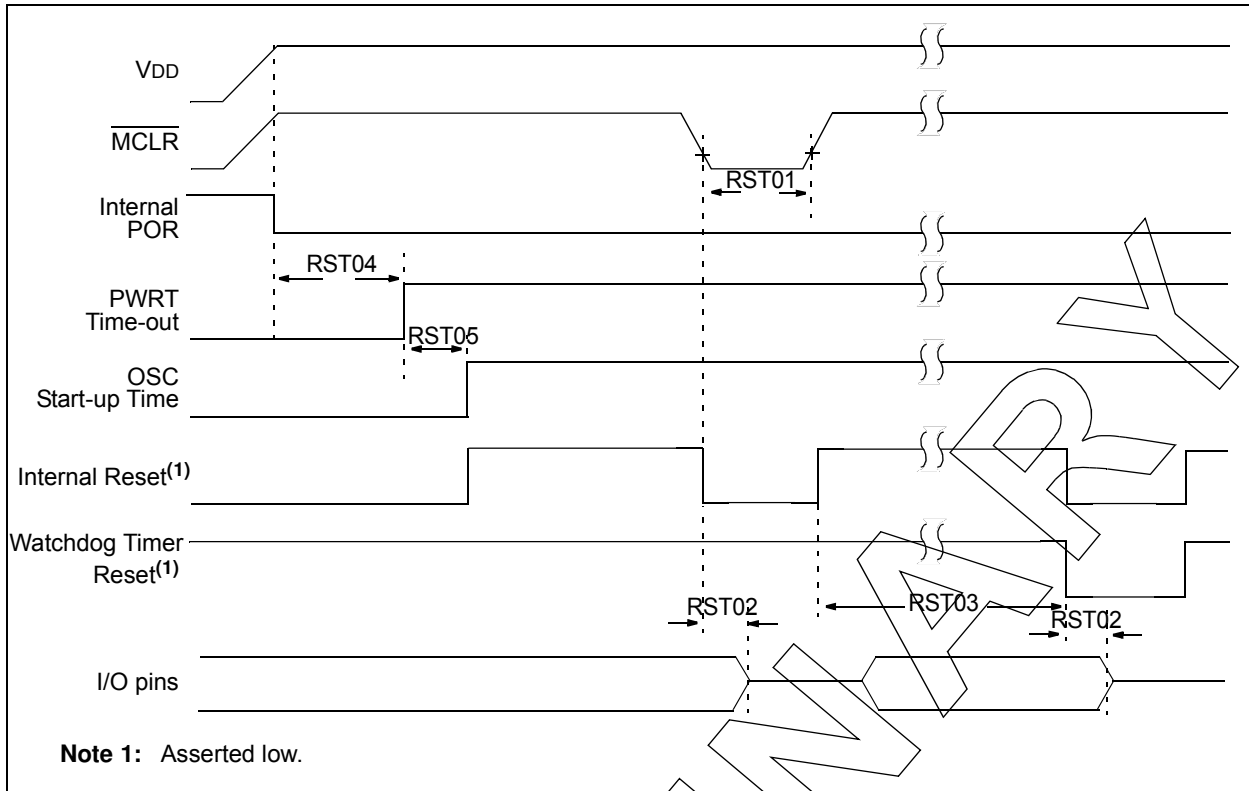 VDD
MCLR
RST01
Internal
POR
RST04
PWRT
Time-out
RST05
OSC
Start-up Time
Internal Reset(1)
Watchdog Timer
Reset(1)
RST02
RST03
RST02
I/O pins
Note 1: Asserted low.
N A R Y